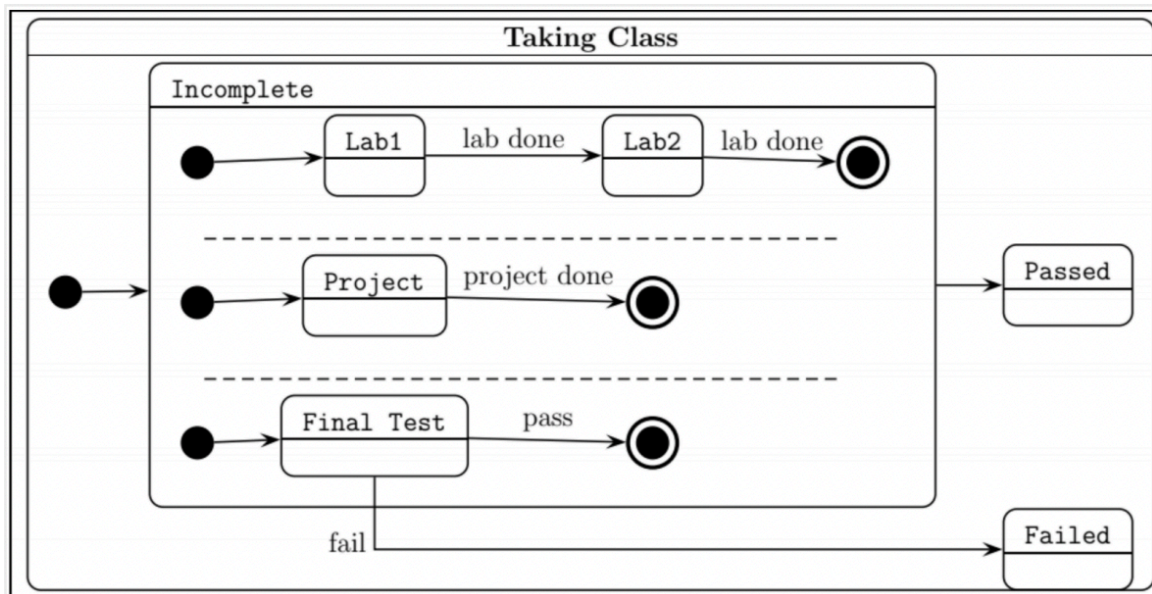 Taking Class
Incomplete
Lab1
lab done
Lab2
lab done
Project
project done
Passed
Final Test
pass
fail
Failed